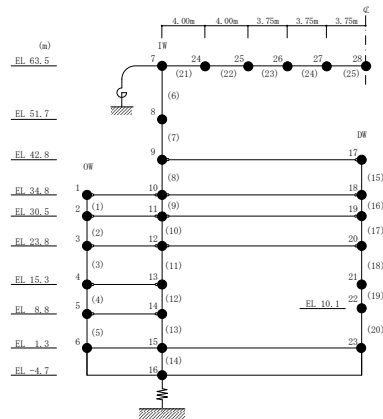 ℄
4.00m 4.00m 3.75m 3.75m 3.75m
(m) IW
7 24 25 26 27 28
EL 63.5
(21) (22) (23) (24) (25)
(6)
EL 51.7 8
(7)
DW
EL 42.8 9 17
OW
(8) (15)
EL 34.8 1 10 18
(1) (9) (16)
EL 30.5 2 11 19
(2) (10) (17)
EL 23.8 3 12 20
(3) (11) (18)
EL 15.3 4 13 21
(4) (12) (19)
EL 10.1 22
EL 8.8 5 14
(5) (13) (20)
EL 1.3 6 15 23
(14)
EL -4.7 16